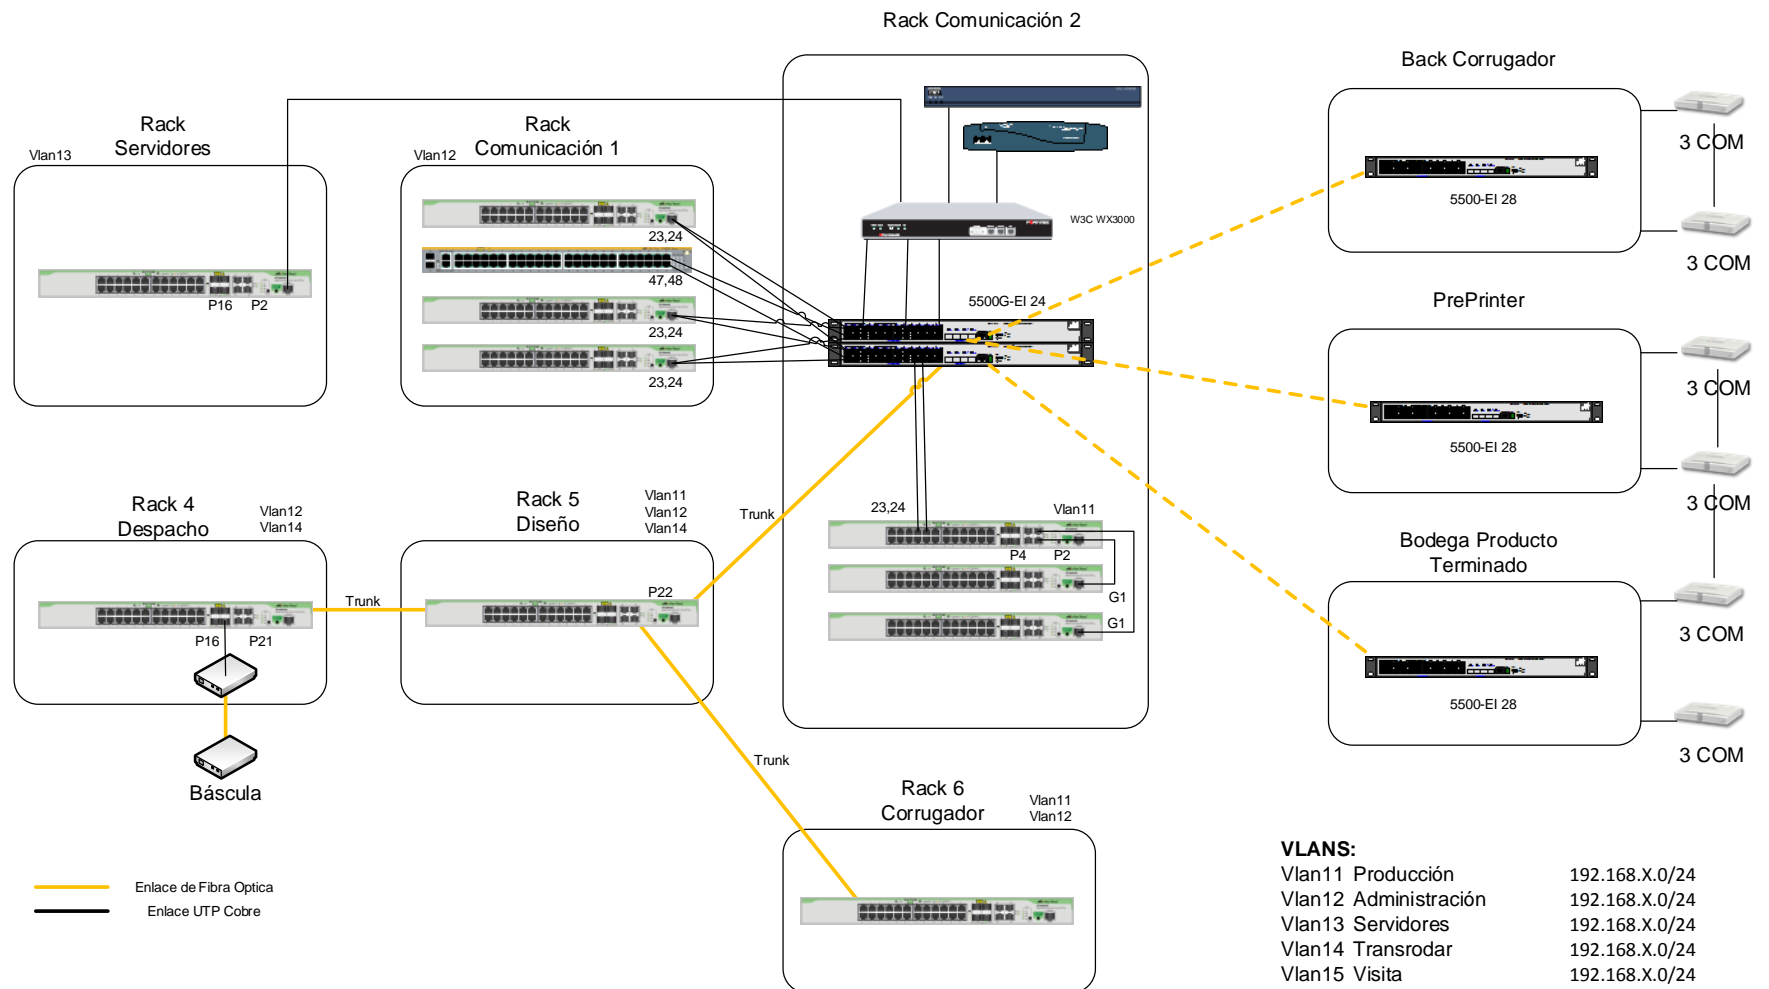 Rack Comunicación 2
Back Corrugador
3 COM
3 COM
5500-EI 28
Rack
Servidores
Vlan13
P16
P2
Rack
Comunicación 1
Vlan12
23,24
47,48
23,24
23,24
W3C WX3000
5500G-EI 24
PrePrinter
3 COM
3 COM
5500-EI 28
Rack 4
Despacho
Vlan12
Vlan14
P16
P21
Báscula
Trunk
Rack 5
Diseño
Vlan11
Vlan12
Vlan14
P22
Trunk
23,24
Vlan11
P4
P2
G1
G1
Bodega Producto
Terminado
3 COM
3 COM
5500-EI 28
Trunk
Rack 6
Corrugador
Vlan11
Vlan12
Enlace de Fibra Optica
Enlace UTP Cobre
VLANS:
Vlan11 Producción 192.168.X.0/24
Vlan12 Administración 192.168.X.0/24
Vlan13 Servidores 192.168.X.0/24
Vlan14 Transrodar 192.168.X.0/24
Vlan15 Visita 192.168.X.0/24